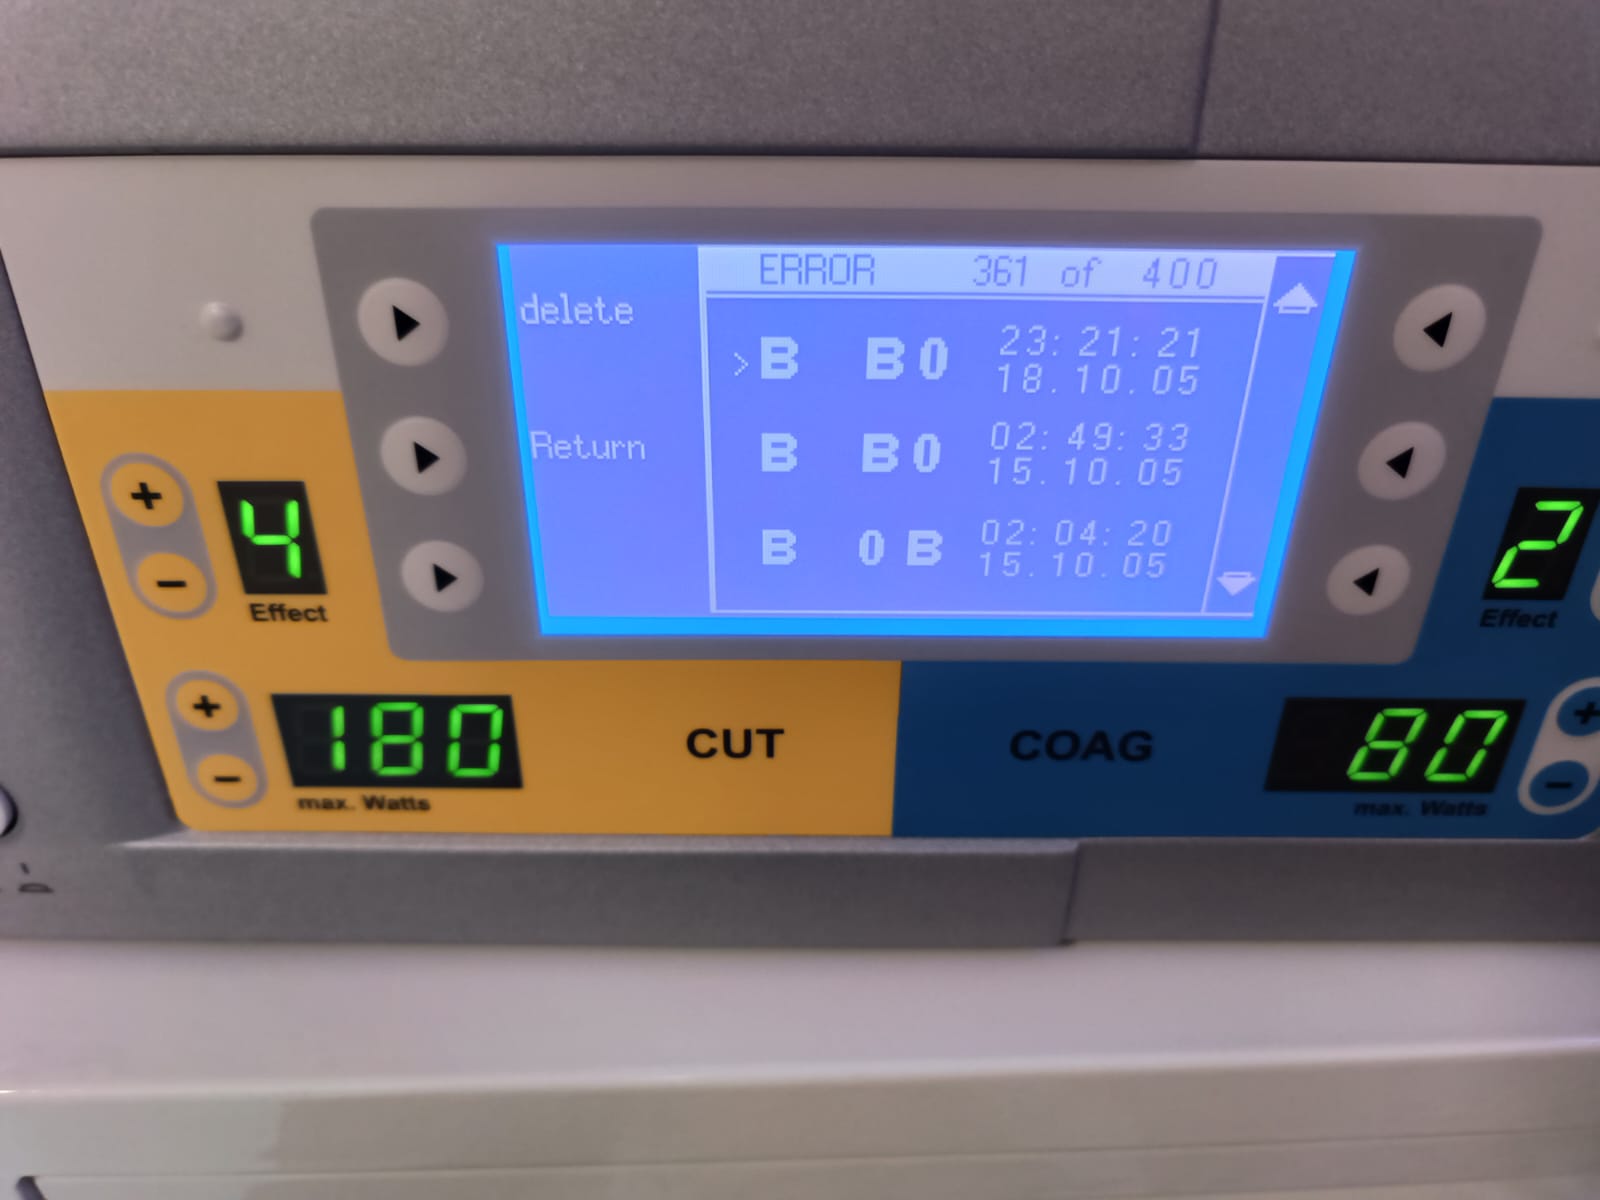 ERROR 361 of 400
delete
>B B0 23:21:21
18.10.05
Return
B B0 02:49:33
15.10.05
B 0B 02:04:20
15.10.05
+
4
2
-
Effect
Effect
+
180
80
+
-
-
CUT
COAG
max. Watts
max. Watts